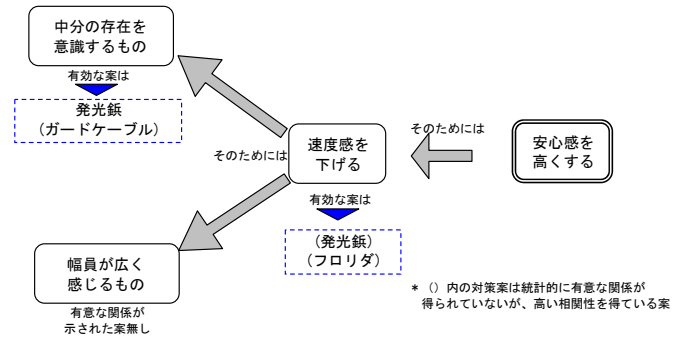 中分の存在を
意識するもの
有効な案は
発光鋲
（ガードケーブル）
そのためには
速度感を
下げる
そのためには
安心感を
高くする
有効な案は
（発光鋲）
（フロリダ）
幅員が広く
感じるもの
有意な関係が
示された案無し
＊（）内の対策案は統計的に有意な関係が
得られていないが、高い相関性を得ている案